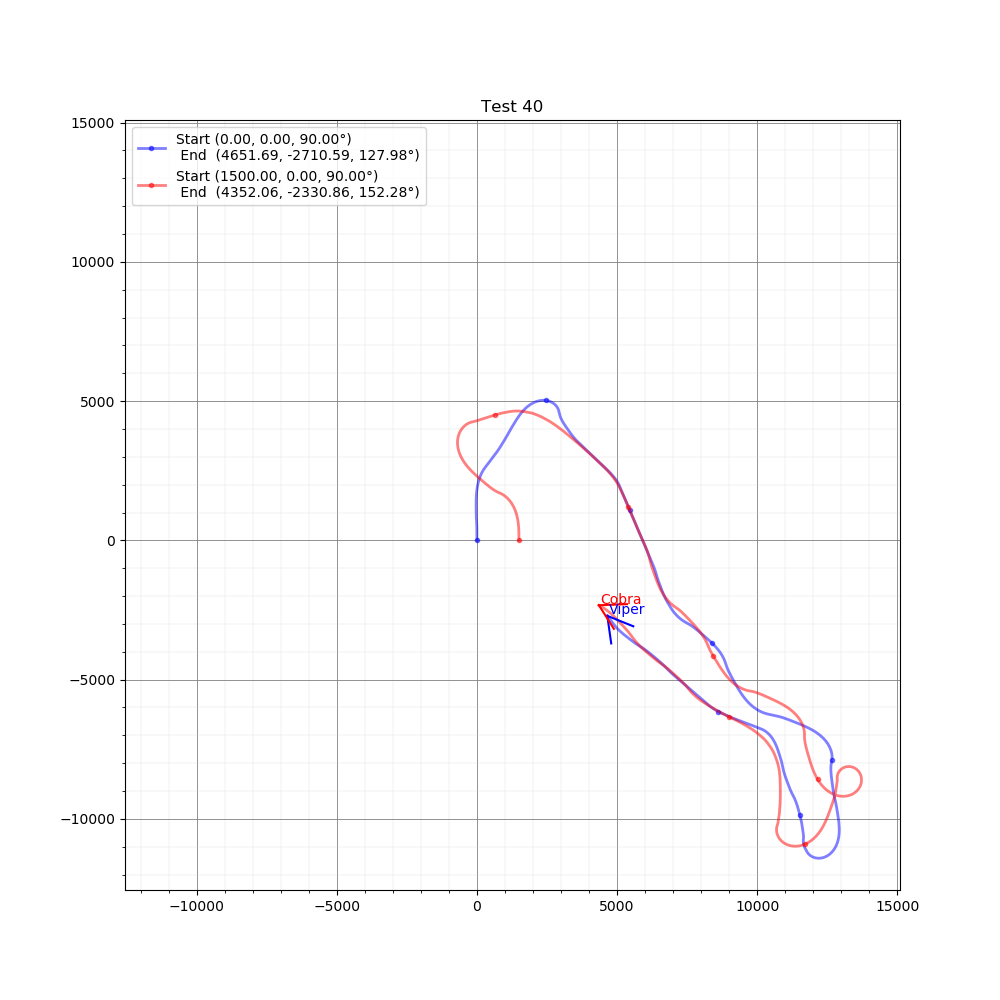 Test 40
Start (0.00, 0.00, 90.00°)
End  (4651.69, -2710.59, 127.98°)
Start (1500.00, 0.00, 90.00°)
End  (4352.06, -2330.86, 152.28°)
15000
10000
5000
0
−5000
−10000
Cobra
Viper
−10000
−5000
0
5000
10000
15000